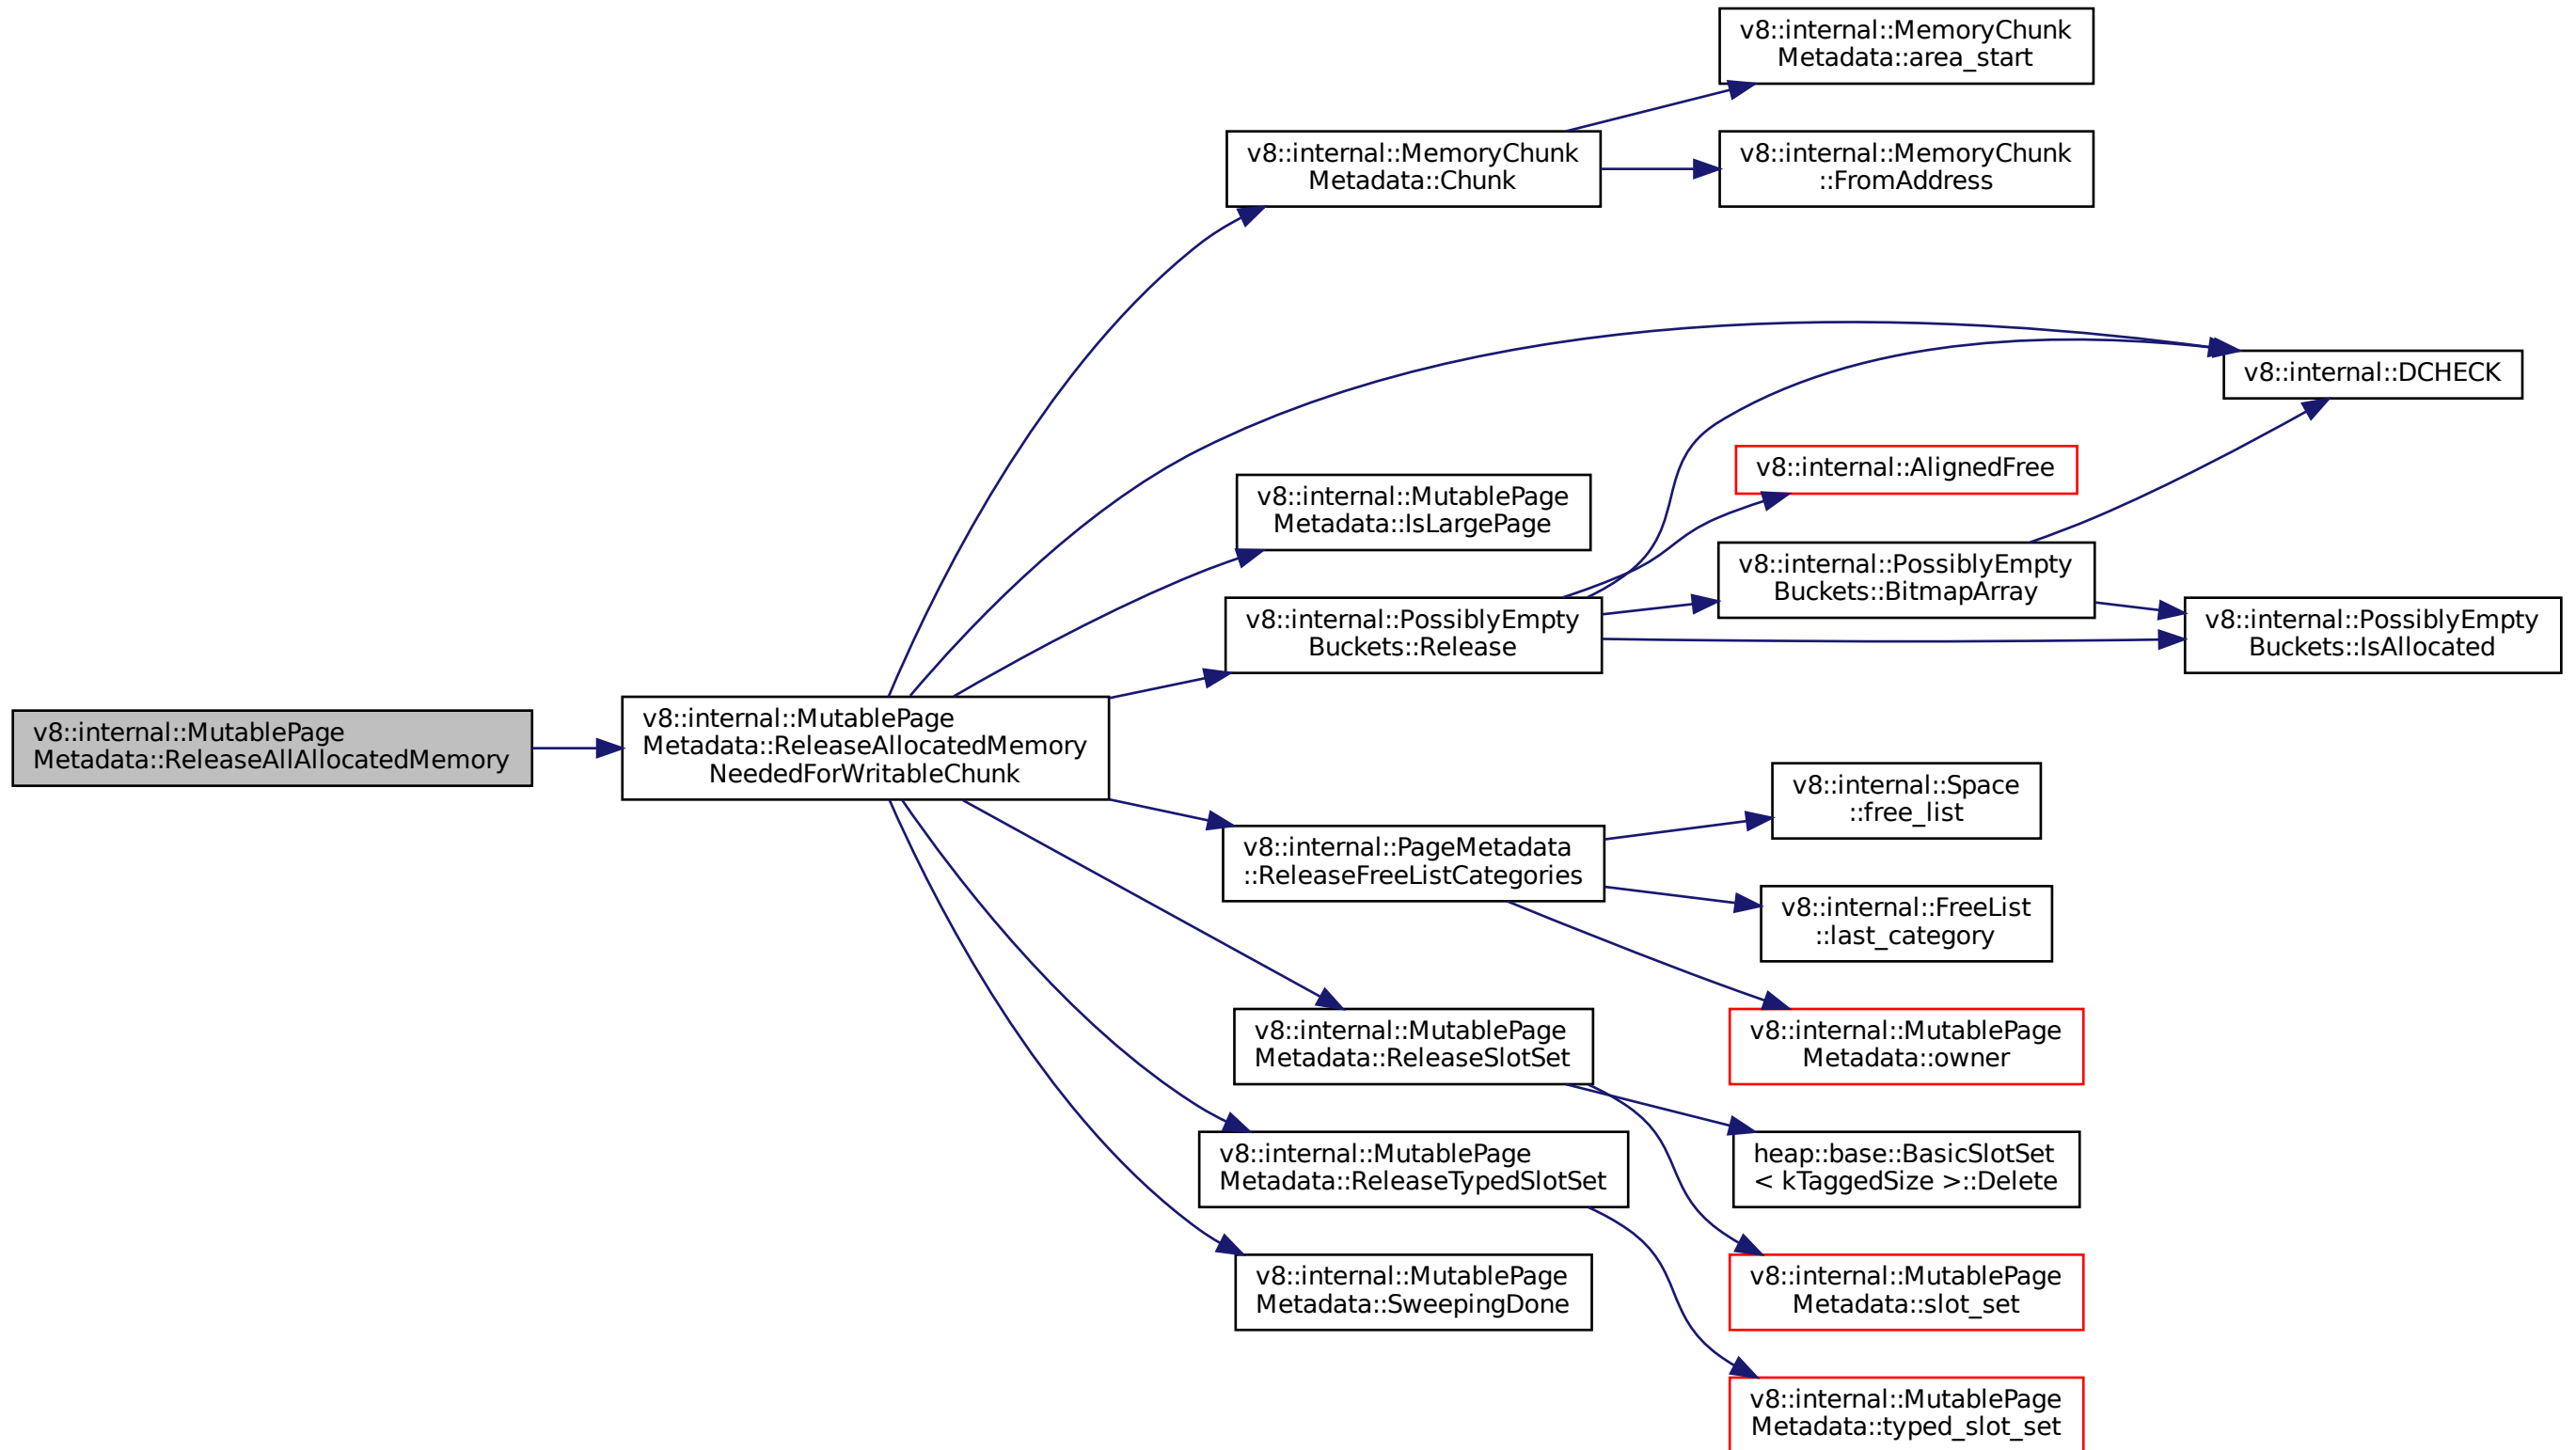 v8::internal::MutablePage
Metadata::ReleaseAllAllocatedMemory
v8::internal::MutablePage
Metadata::ReleaseAllocatedMemory
NeededForWritableChunk
v8::internal::MemoryChunk
Metadata::Chunk
v8::internal::MemoryChunk
Metadata::area_start
v8::internal::MemoryChunk
::FromAddress
v8::internal::DCHECK
v8::internal::MutablePage
Metadata::IsLargePage
v8::internal::PossiblyEmpty
Buckets::Release
v8::internal::AlignedFree
v8::internal::PossiblyEmpty
Buckets::BitmapArray
v8::internal::PossiblyEmpty
Buckets::IsAllocated
v8::internal::PageMetadata
::ReleaseFreeListCategories
v8::internal::Space
::free_list
v8::internal::FreeList
::last_category
v8::internal::MutablePage
Metadata::owner
v8::internal::MutablePage
Metadata::ReleaseSlotSet
heap::base::BasicSlotSet
< kTaggedSize >::Delete
v8::internal::MutablePage
Metadata::slot_set
v8::internal::MutablePage
Metadata::ReleaseTypedSlotSet
v8::internal::MutablePage
Metadata::typed_slot_set
v8::internal::MutablePage
Metadata::SweepingDone